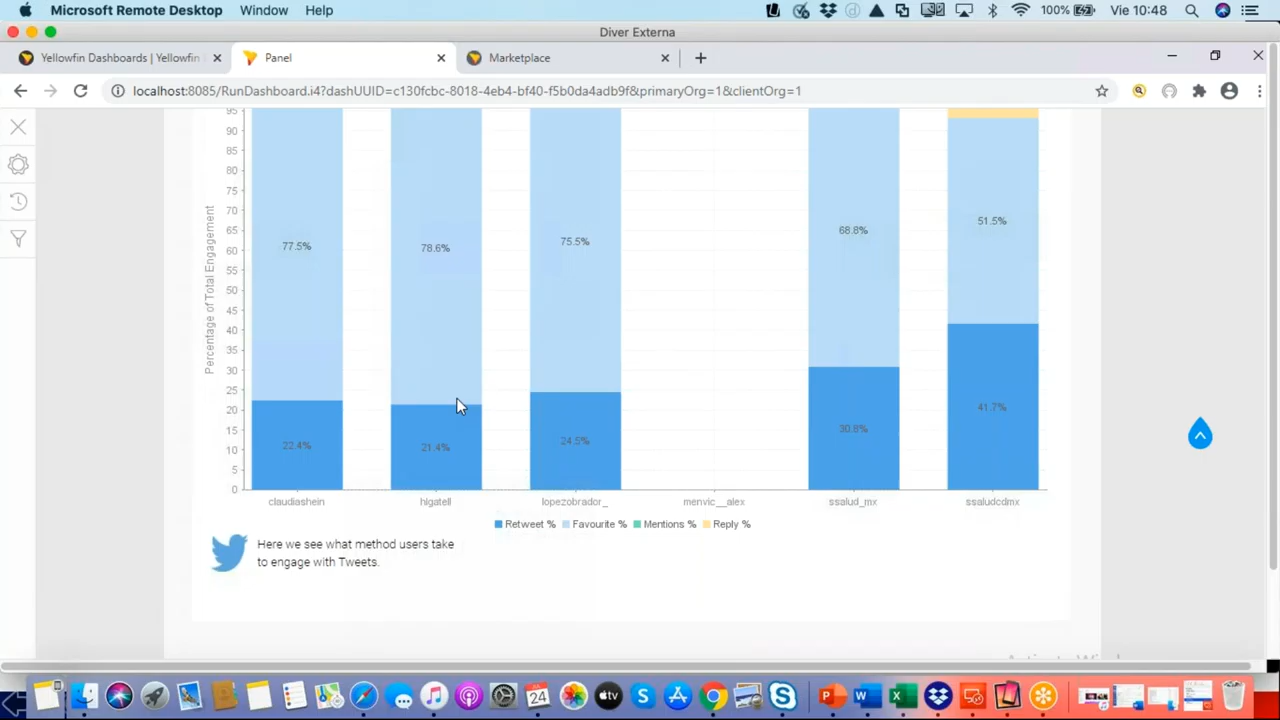 Microsoft Remote Desktop Window Help 100% Vie 10:48
Diver Externa
Yellowfin Dashboards | Yellowfin Panel Marketplace
localhost:8085/RunDashboard.i4?dashUUID=c130fcbc-8018-4eb4-bf40-f5b0da4adb9f&primaryOrg=1&clientOrg=1
95
90
85
80
75
70
65
60
55
50
45
40
35
30
25
20
15
10
5
0
Percentage of Total Engagement
77.5% 78.6% 75.5% 68.8% 51.5%
22.4% 21.4% 24.5% 30.8% 41.7%
claudiashein higatell lopezobrador_ menvic__alex ssalud_mx ssaludcdmx
Retweet % Favourite % Mentions % Reply %
Here we see what method users take
to engage with Tweets.
24 tv